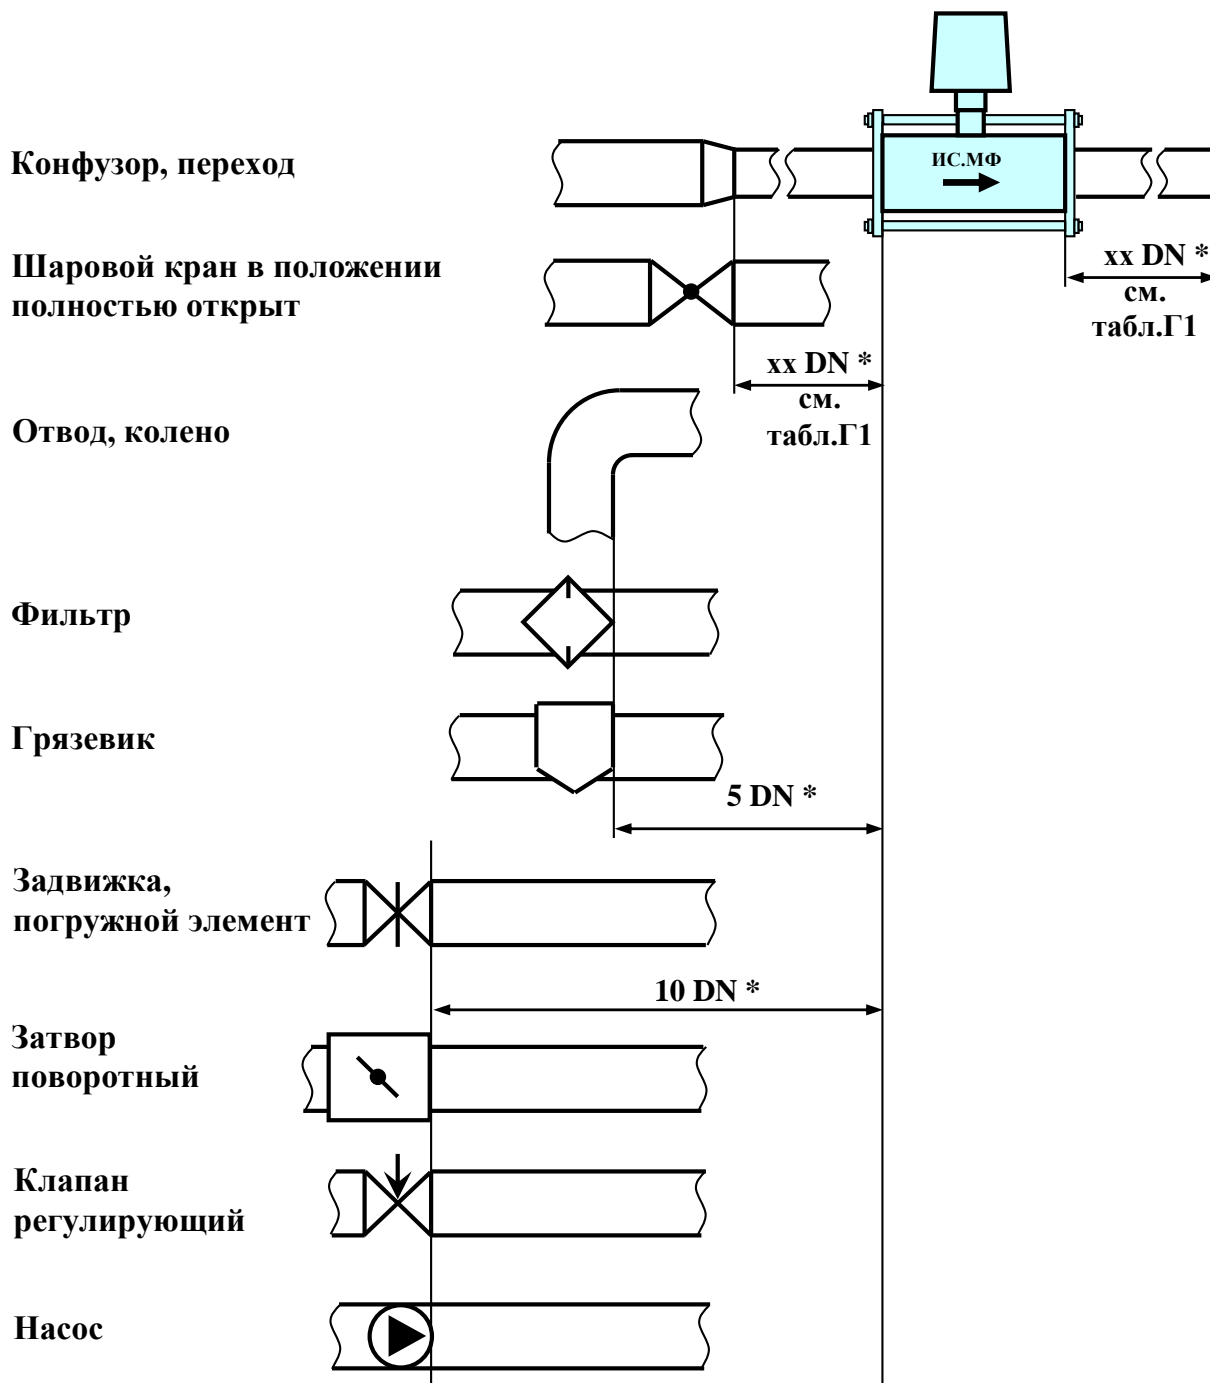 ИС.МФ
Конфузор, переход
xx DN *
см.
табл.Г1
Шаровой кран в положении
полностью открыт
xx DN *
см.
табл.Г1
Отвод, колено
Фильтр
Грязевик
5 DN *
Задвижка,
погружной элемент
10 DN *
Затвор
поворотный
Клапан
регулирующий
Насос